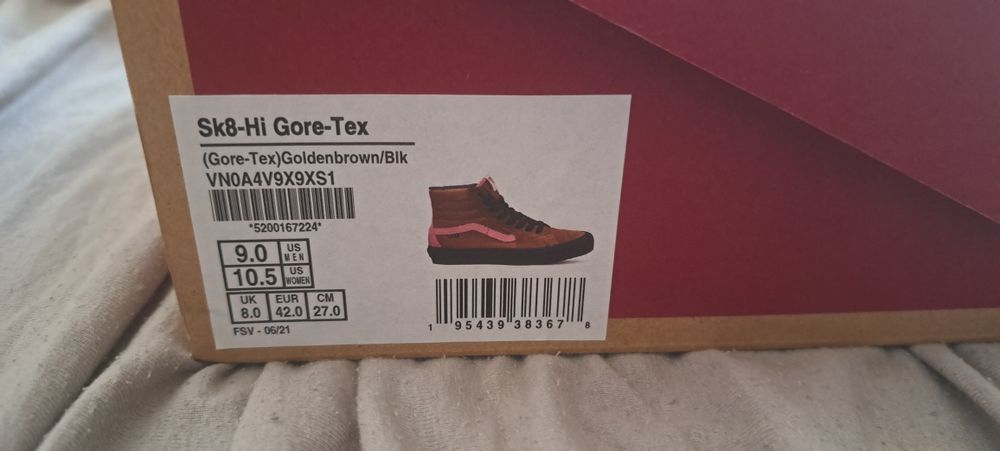 Sk8-Hi Gore-Tex
(Gore-Tex)Goldenbrown/Blk
VN0A4V9X9XS1
*5200167224*
9.0 US MEN
10.5 US WOMEN
UK EUR CM
8.0 42.0 27.0
FSV - 06/21
1 95439 38367 8